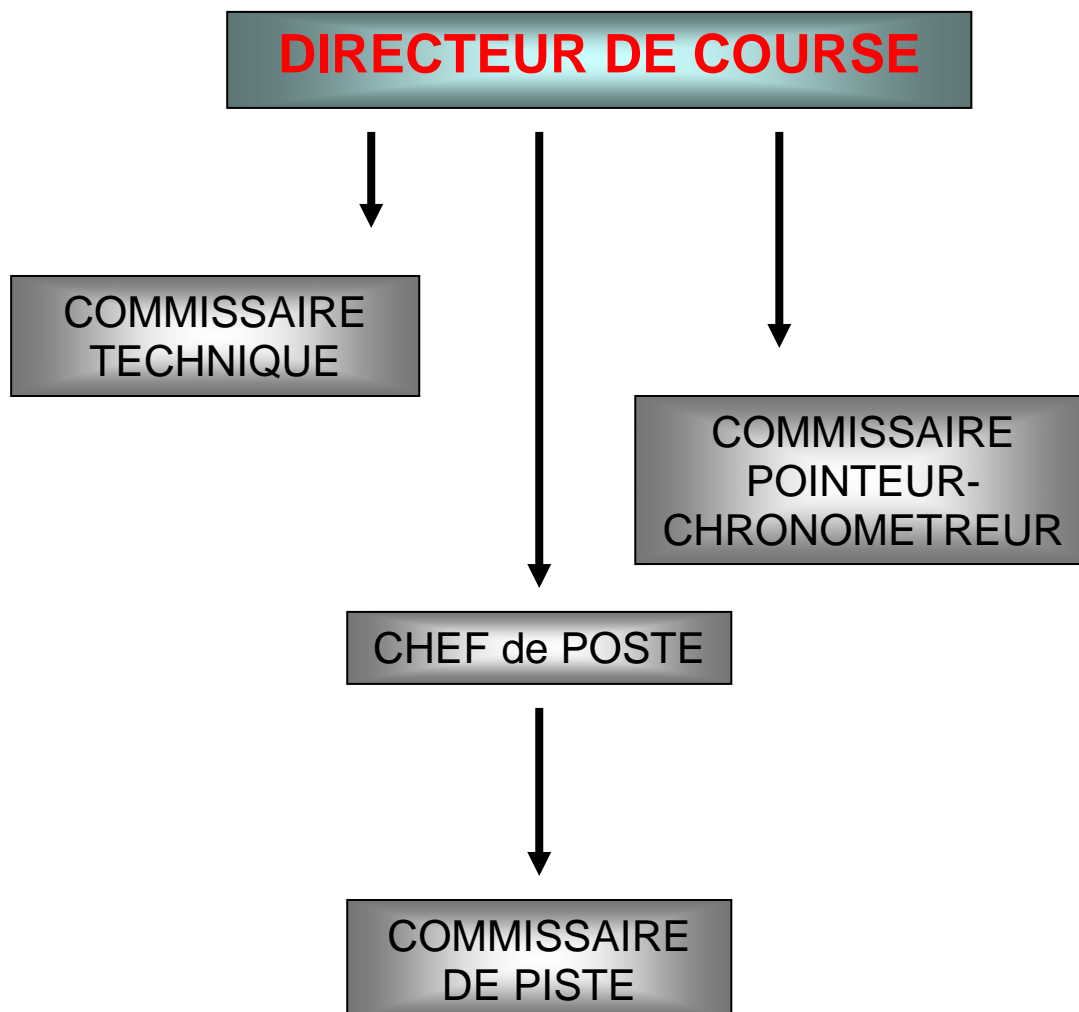 DIRECTEUR DE COURSE
COMMISSAIRE
TECHNIQUE
COMMISSAIRE
POINTEUR-
CHRONOMETREUR
CHEF de POSTE
COMMISSAIRE
DE PISTE